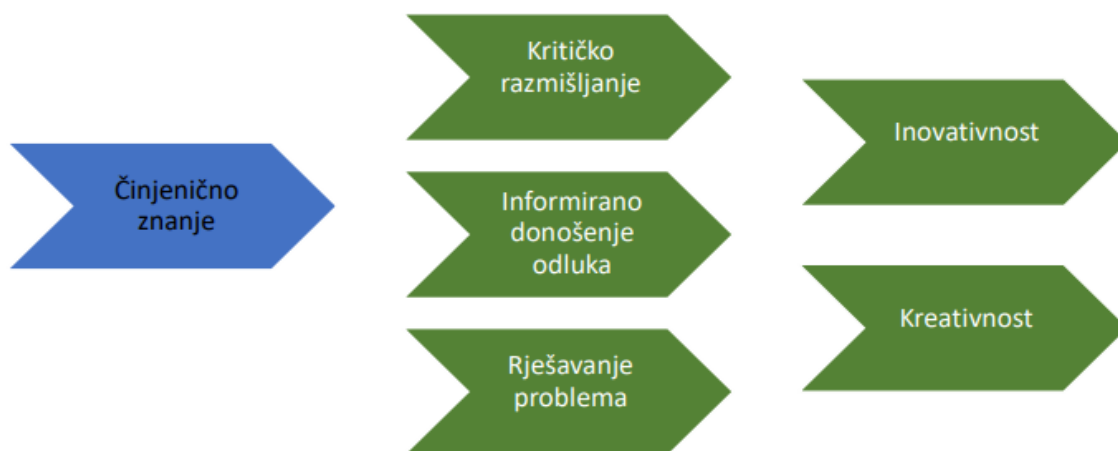 Činjenično
znanje
Kritičko
razmišljanje
Informirano
donošenje
odluka
Rješavanje
problema
Inovativnost
Kreativnost